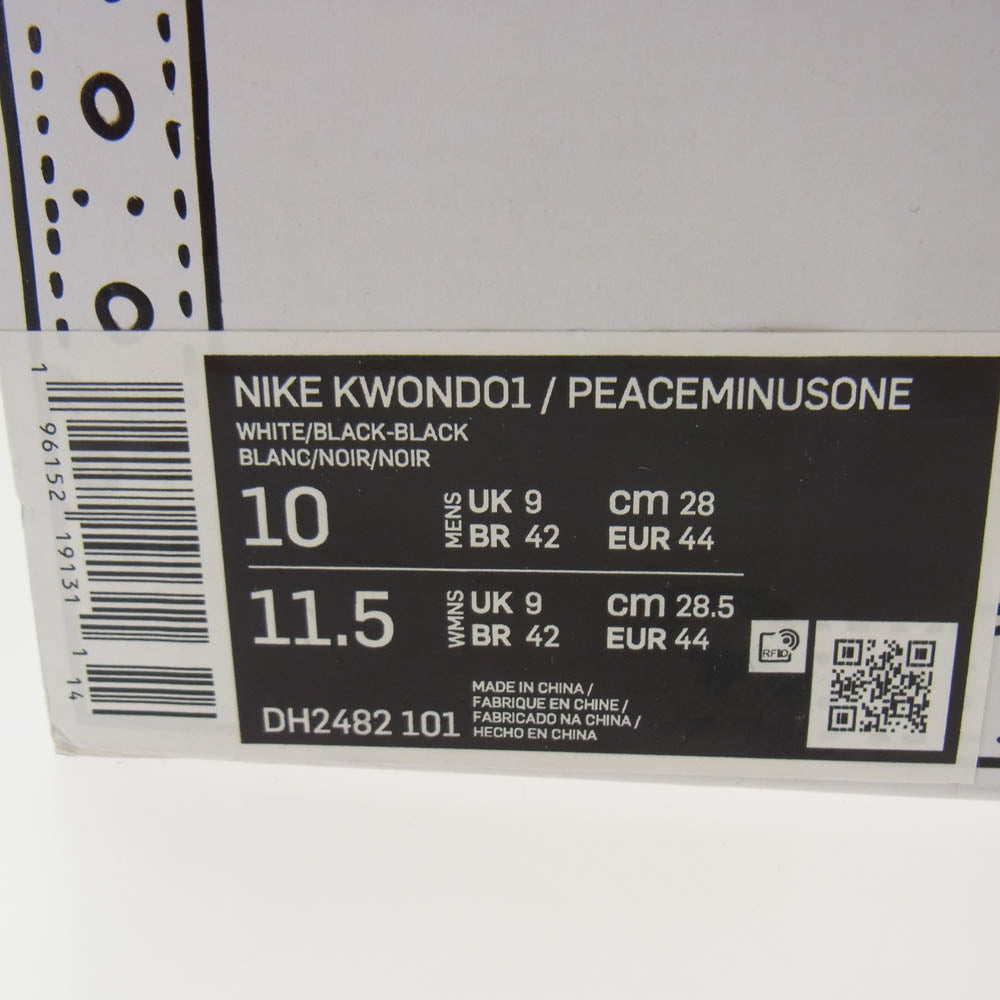 NIKE KWONDO1 / PEACEMINUSONE
WHITE/BLACK-BLACK
BLANC/NOIR/NOIR
10 MENS UK 9 cm 28
BR 42 EUR 44
11.5 WMNS UK 9 cm 28.5
BR 42 EUR 44
RFID
DH2482 101
MADE IN CHINA /
FABRIQUE EN CHINE /
FABRICADO NA CHINA /
HECHO EN CHINA
1 96152 19131 1 14